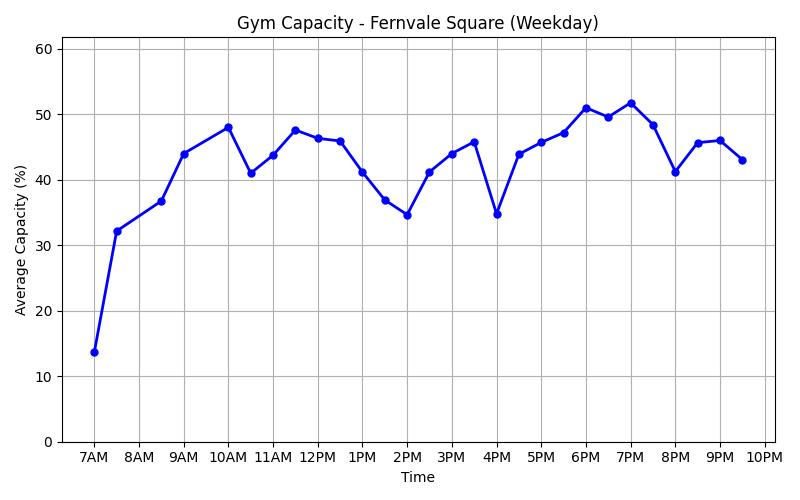 Gym Capacity - Fernvale Square (Weekday)
60
50
40
30
20
10
0
Average Capacity (%)
7AM 8AM 9AM 10AM 11AM 12PM 1PM 2PM 3PM 4PM 5PM 6PM 7PM 8PM 9PM 10PM
Time